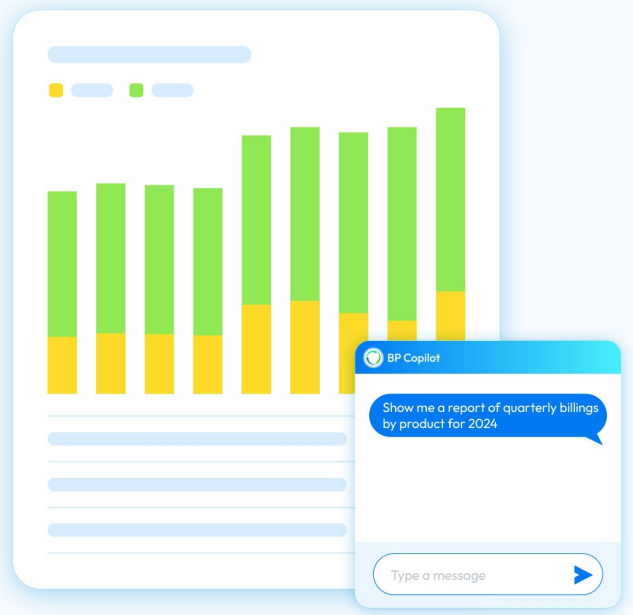 BP Copilot
Show me a report of quarterly billings
by product for 2024
Type a message